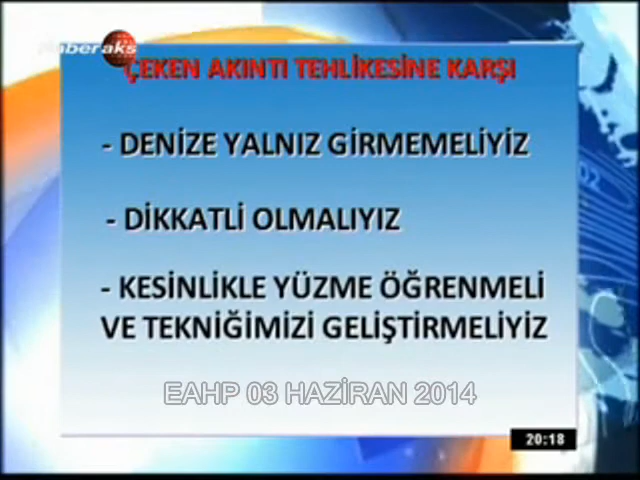 Haberaks
ÇEKEN AKINTI TEHLİKESİNE KARŞI
- DENİZE YALNIZ GİRMEMELİYİZ
- DİKKATLİ OLMALIYIZ
- KESİNLİKLE YÜZME ÖĞRENMELİ
VE TEKNİĞİMİZİ GELİŞTİRMELİYİZ
02
EAHP 03 HAZİRAN 2014
20:18